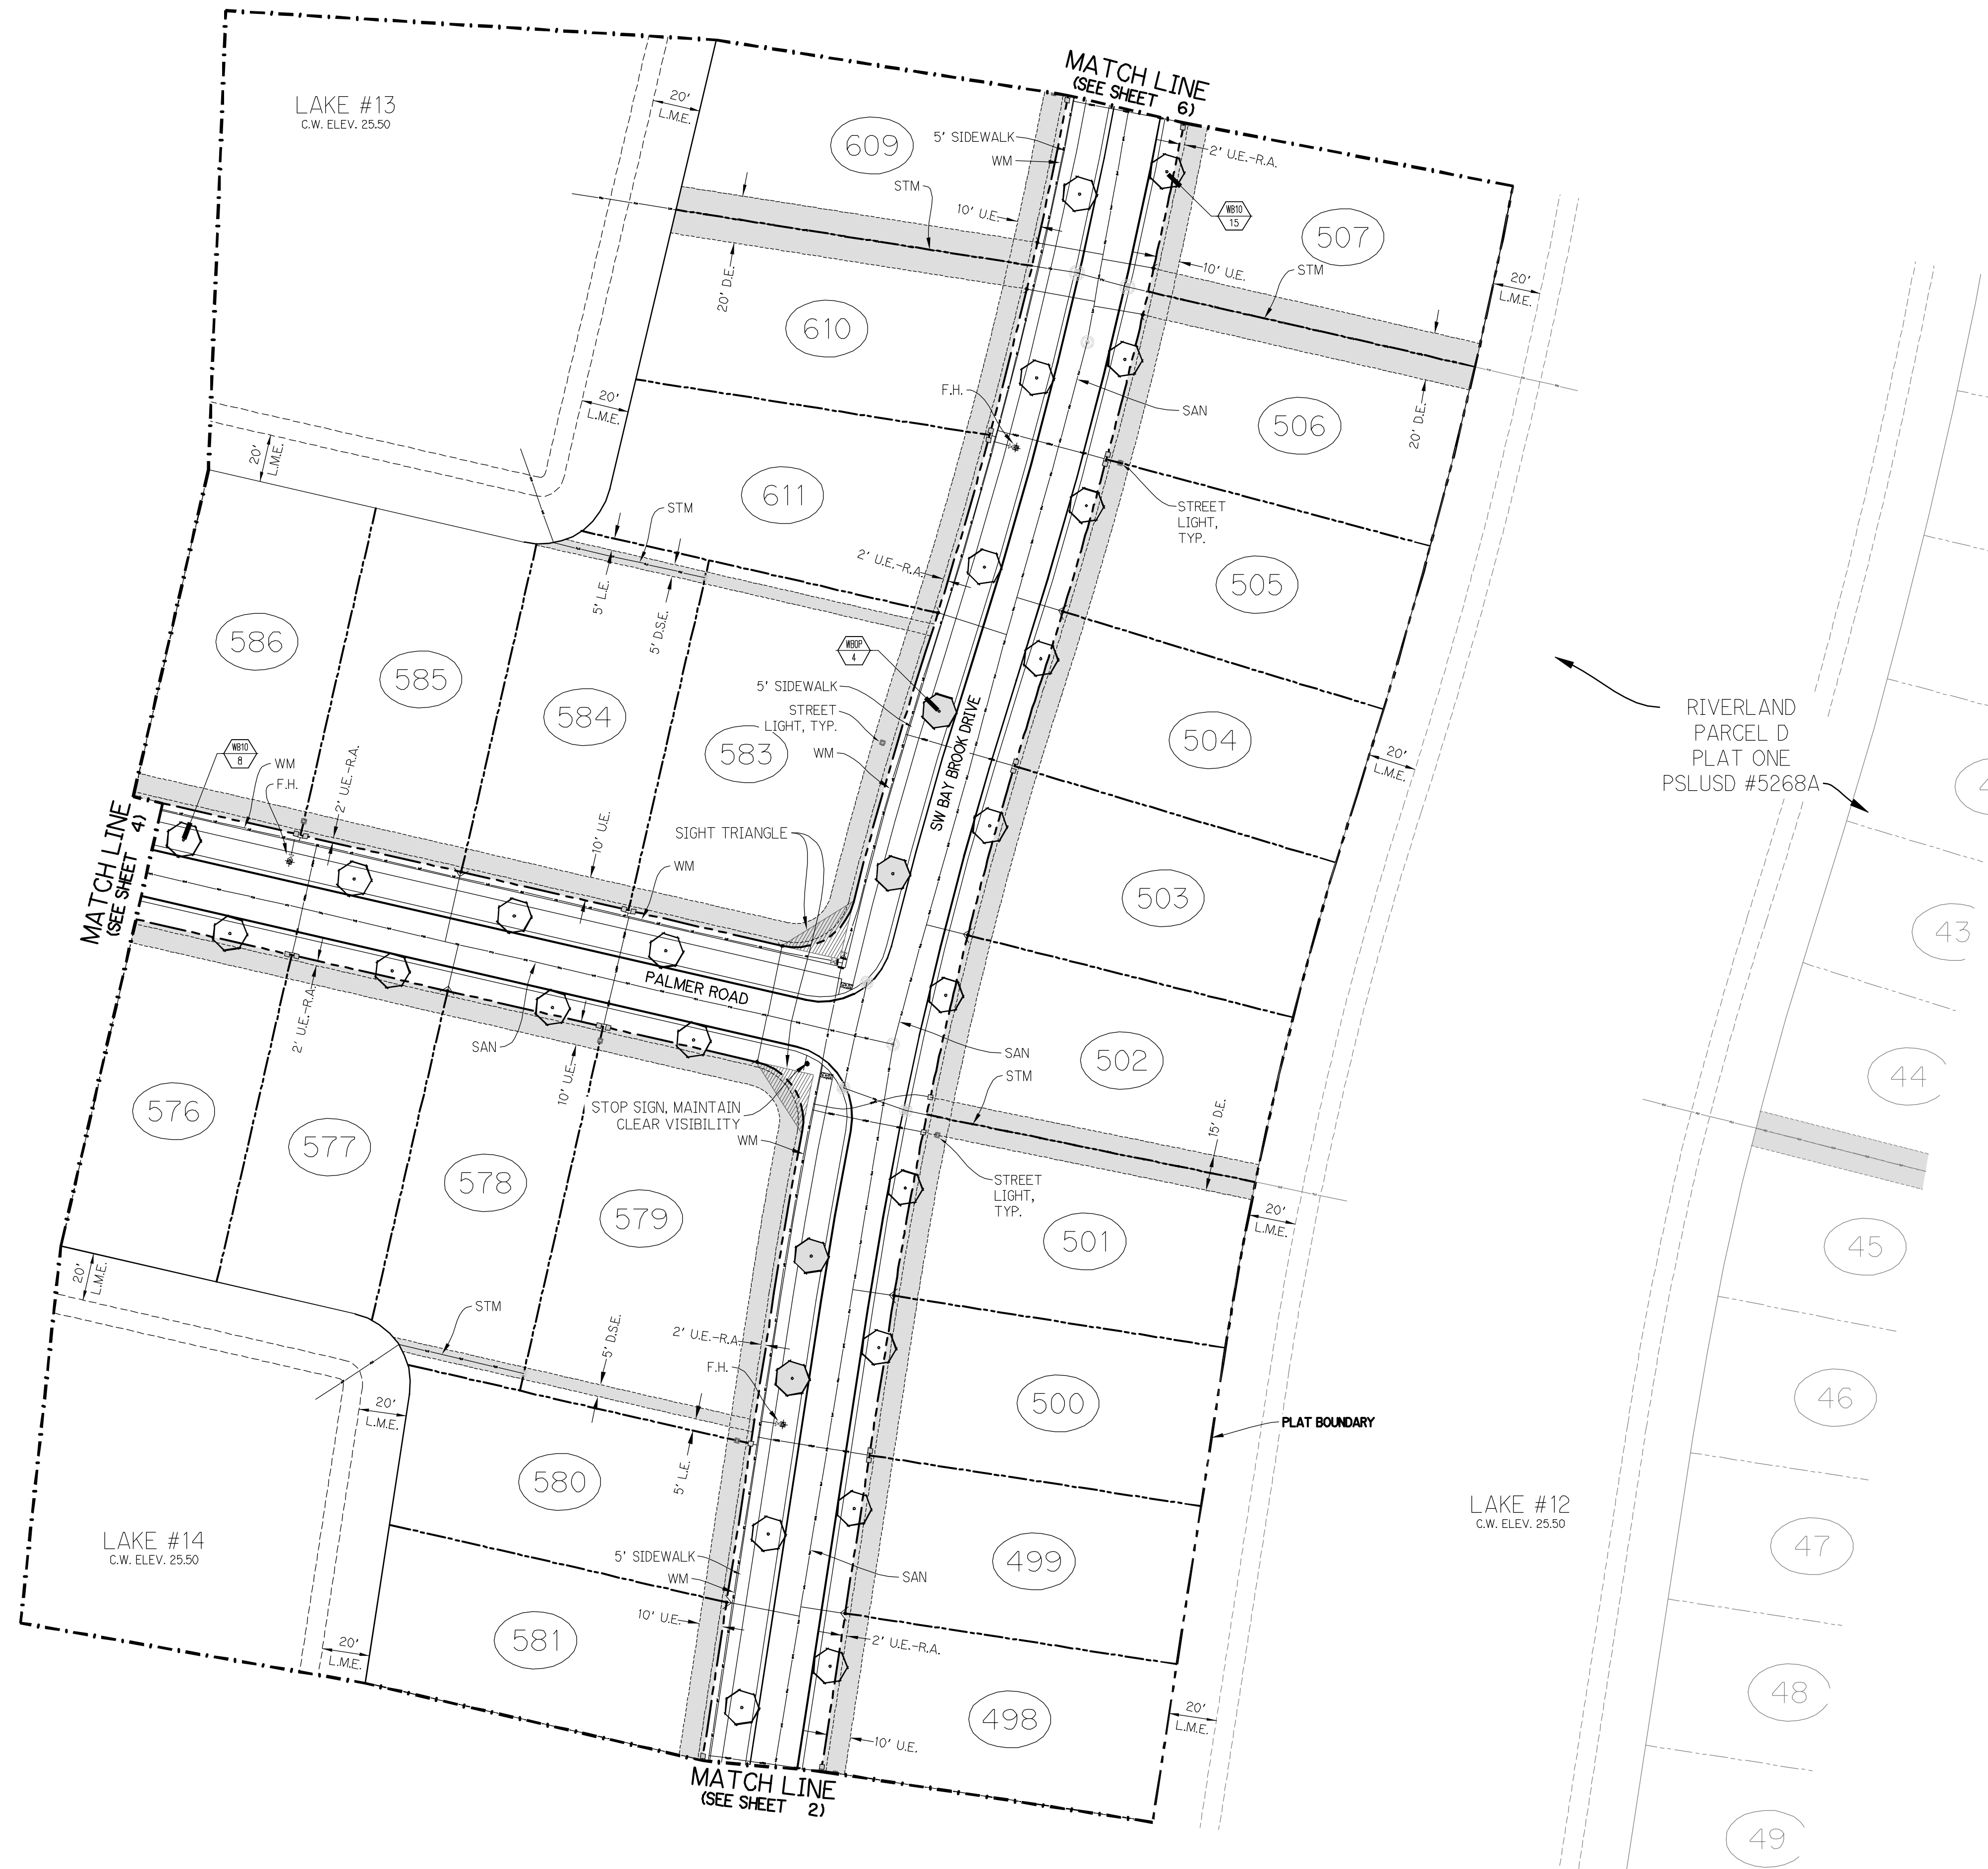 MATCH LINE
(SEE SHEET 6)
LAKE #13
C.W. ELEV. 25.50
20'
L.M.E.
609
5' SIDEWALK
WM
STM
10' U.E.
2' U.E.-R.A.
WB10
15
507
10' U.E.
STM
20'
L.M.E.
20' D.E.
610
F.H.
SAN
506
20' D.E.
20'
L.M.E.
20'
L.M.E.
611
STM
STREET
LIGHT,
TYP.
2' U.E.-R.A.
505
5' L.E.
5' D.S.E.
586
585
584
583
WB0P
4
5' SIDEWALK
STREET
LIGHT, TYP.
WM
SW BAY BROOK DRIVE
504
20'
L.M.E.
RIVERLAND
PARCEL D
PLAT ONE
PSLUSD #5268A
WB10
8
WM
F.H.
2' U.E.-R.A.
10' U.E.
SIGHT TRIANGLE
WM
MATCH LINE
(SEE SHEET 4)
503
43
PALMER ROAD
2' U.E.-R.A.
SAN
10' U.E.
SAN
STM
502
44
576
577
578
579
STOP SIGN, MAINTAIN
CLEAR VISIBILITY
WM
15' D.E.
STREET
LIGHT,
TYP.
20'
L.M.E.
501
45
20'
L.M.E.
STM
5' D.S.E.
2' U.E.-R.A.
F.H.
500
46
PLAT BOUNDARY
20'
L.M.E.
580
5' L.E.
LAKE #12
C.W. ELEV. 25.50
LAKE #14
C.W. ELEV. 25.50
47
5' SIDEWALK
WM
SAN
499
10' U.E.
581
2' U.E.-R.A.
20'
L.M.E.
48
498
20'
L.M.E.
10' U.E.
MATCH LINE
(SEE SHEET 2)
49